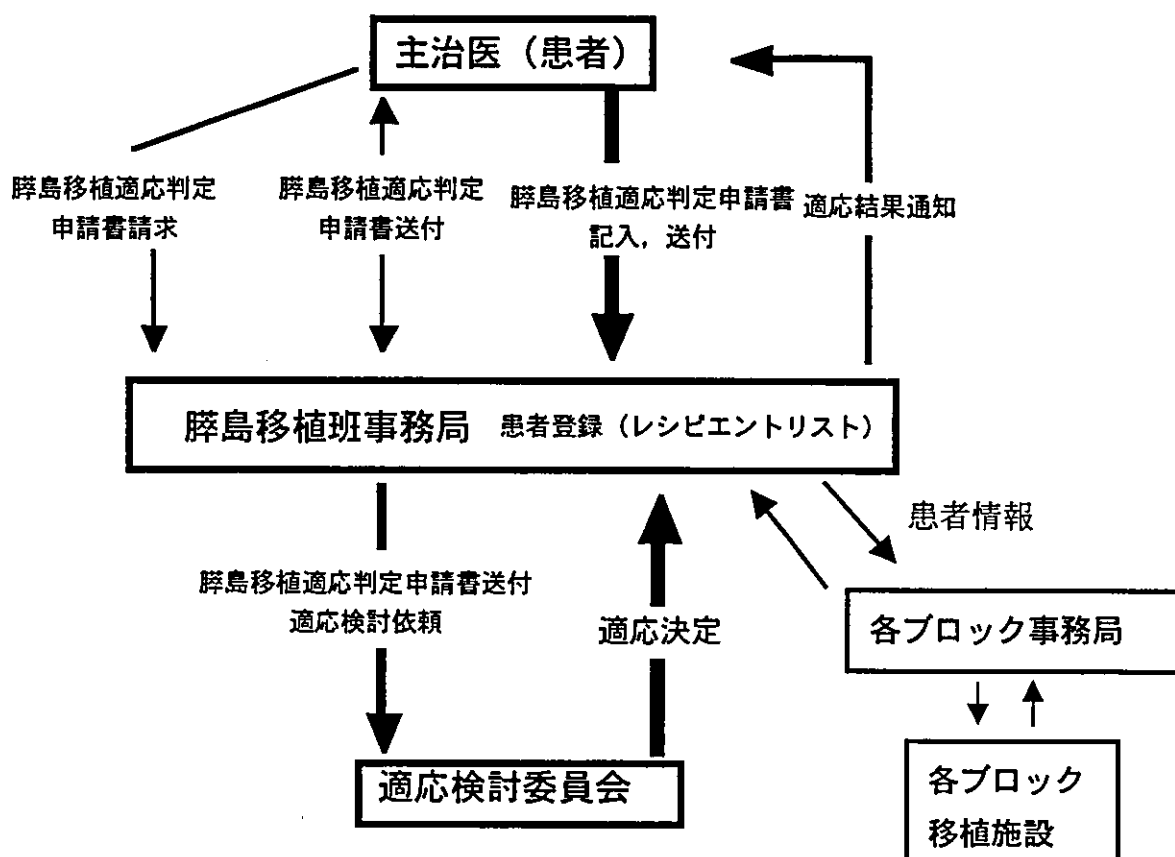 主治医（患者）
膵島移植適応判定
申請書請求
膵島移植適応判定
申請書送付
膵島移植適応判定申請書
記入，送付
適応結果通知
膵島移植班事務局 患者登録（レシピエントリスト）
患者情報
膵島移植適応判定申請書送付
適応検討依頼
適応決定
各ブロック事務局
適応検討委員会
各ブロック
移植施設